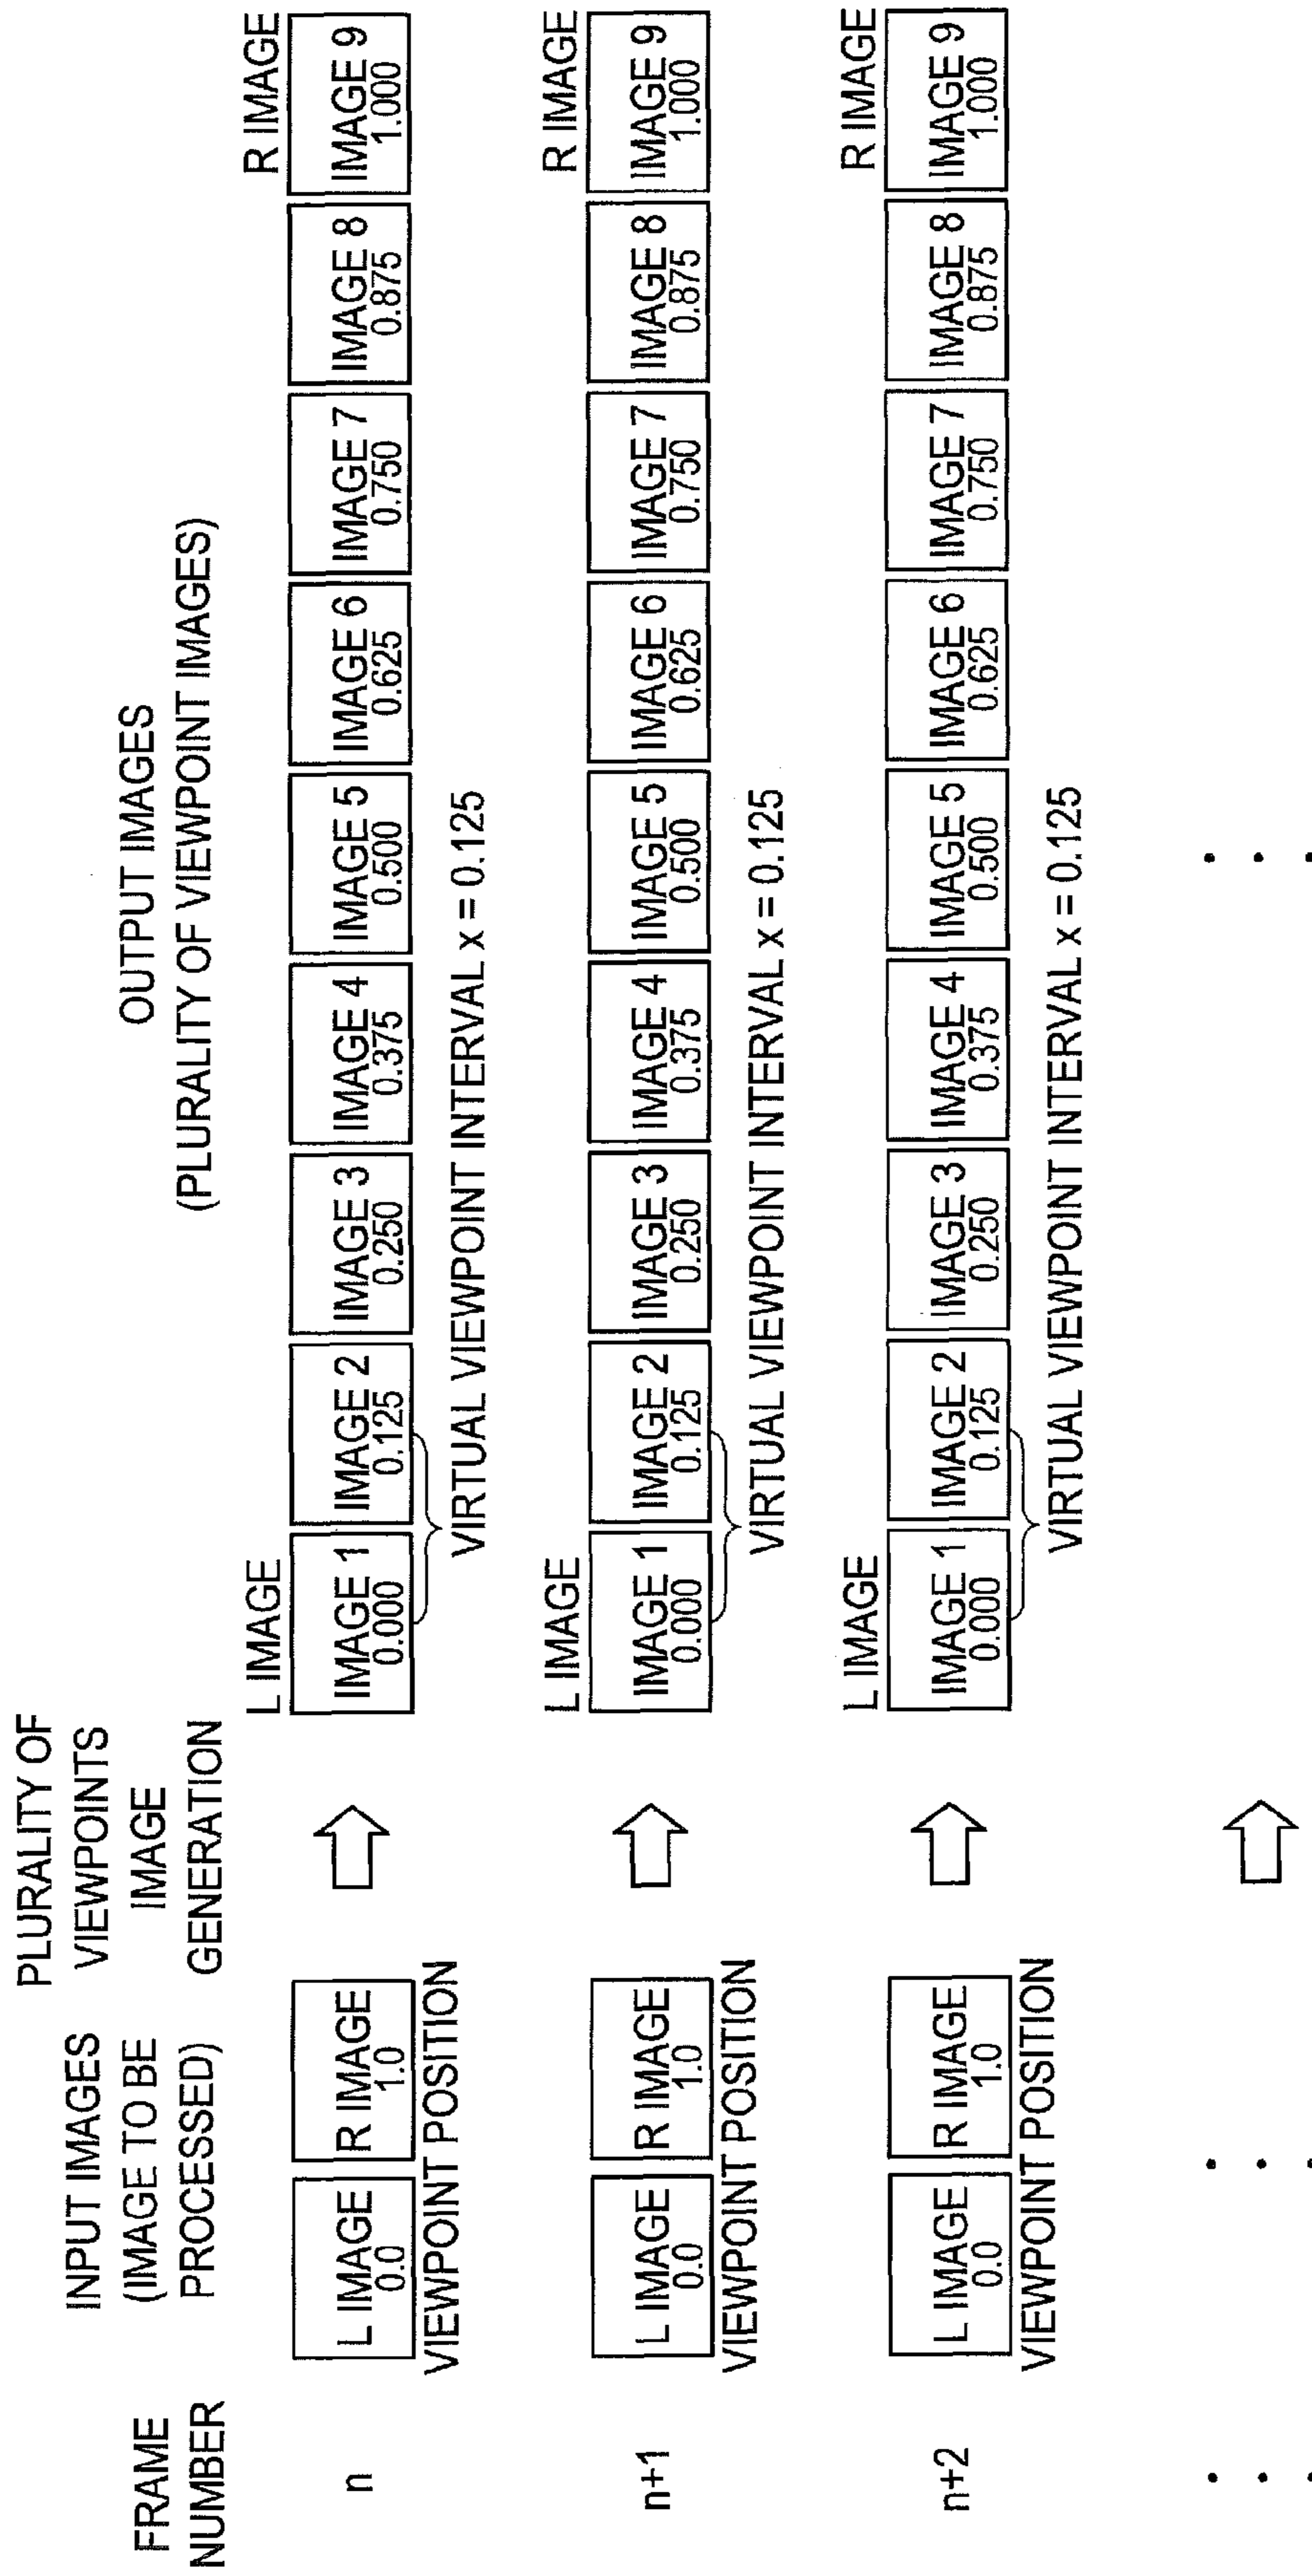 FRAME
NUMBER
INPUT IMAGES
(IMAGE TO BE
PROCESSED)
PLURALITY OF
VIEWPOINTS
IMAGE
GENERATION
OUTPUT IMAGES
(PLURALITY OF VIEWPOINT IMAGES)
L IMAGE
R IMAGE
n
L IMAGE
0.0
R IMAGE
1.0
VIEWPOINT POSITION
IMAGE 1
0.000
IMAGE 2
0.125
IMAGE 3
0.250
IMAGE 4
0.375
IMAGE 5
0.500
IMAGE 6
0.625
IMAGE 7
0.750
IMAGE 8
0.875
IMAGE 9
1.000
VIRTUAL VIEWPOINT INTERVAL x = 0.125
L IMAGE
R IMAGE
n+1
L IMAGE
0.0
R IMAGE
1.0
VIEWPOINT POSITION
IMAGE 1
0.000
IMAGE 2
0.125
IMAGE 3
0.250
IMAGE 4
0.375
IMAGE 5
0.500
IMAGE 6
0.625
IMAGE 7
0.750
IMAGE 8
0.875
IMAGE 9
1.000
VIRTUAL VIEWPOINT INTERVAL x = 0.125
L IMAGE
R IMAGE
n+2
L IMAGE
0.0
R IMAGE
1.0
VIEWPOINT POSITION
IMAGE 1
0.000
IMAGE 2
0.125
IMAGE 3
0.250
IMAGE 4
0.375
IMAGE 5
0.500
IMAGE 6
0.625
IMAGE 7
0.750
IMAGE 8
0.875
IMAGE 9
1.000
VIRTUAL VIEWPOINT INTERVAL x = 0.125